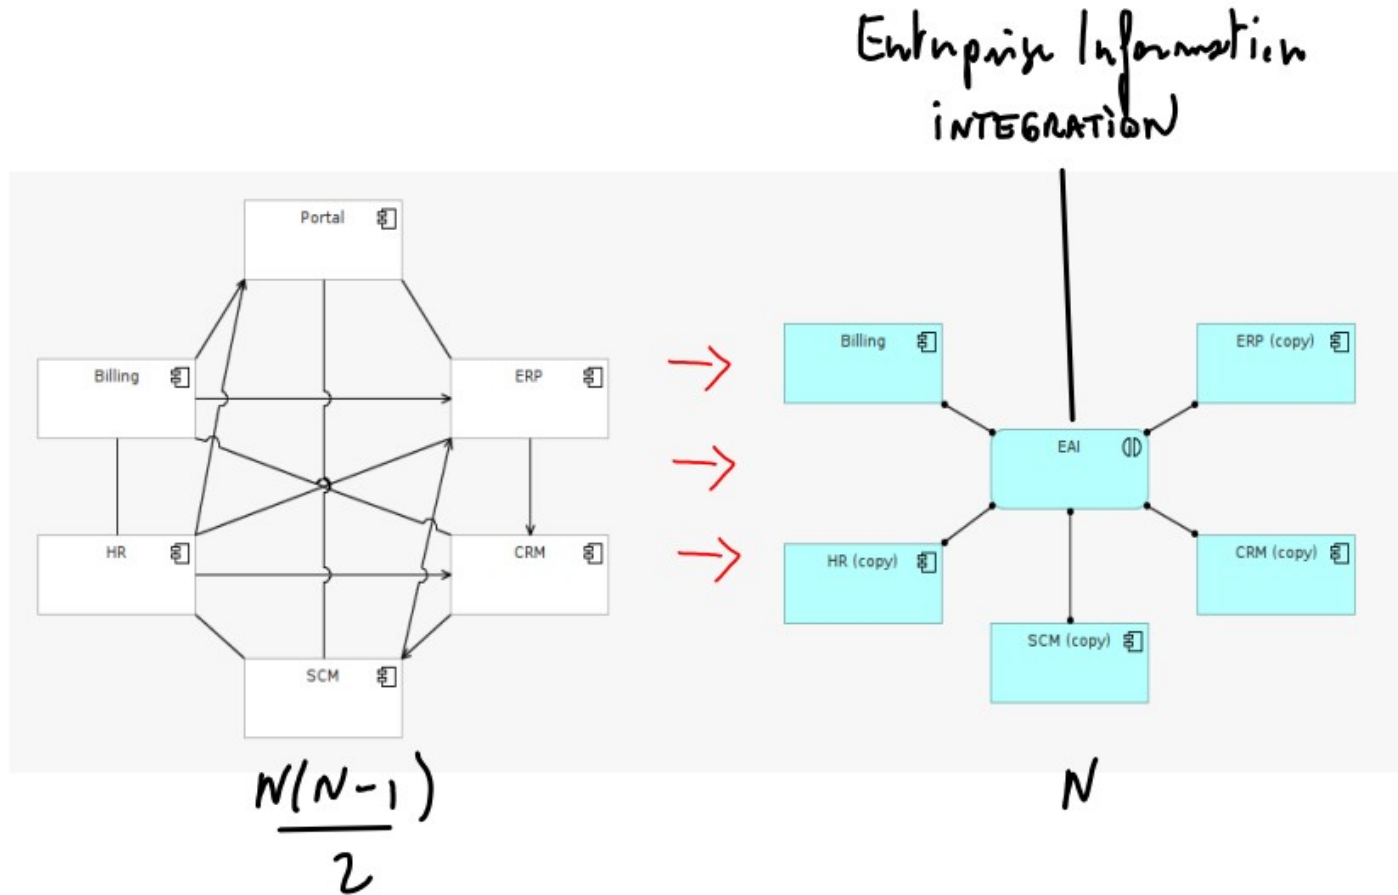 Enterprise Information
INTEGRATION
Portal
Billing
ERP
HR
CRM
SCM
Billing
ERP (copy)
EAI
HR (copy)
CRM (copy)
SCM (copy)
N(N-1)
2
N